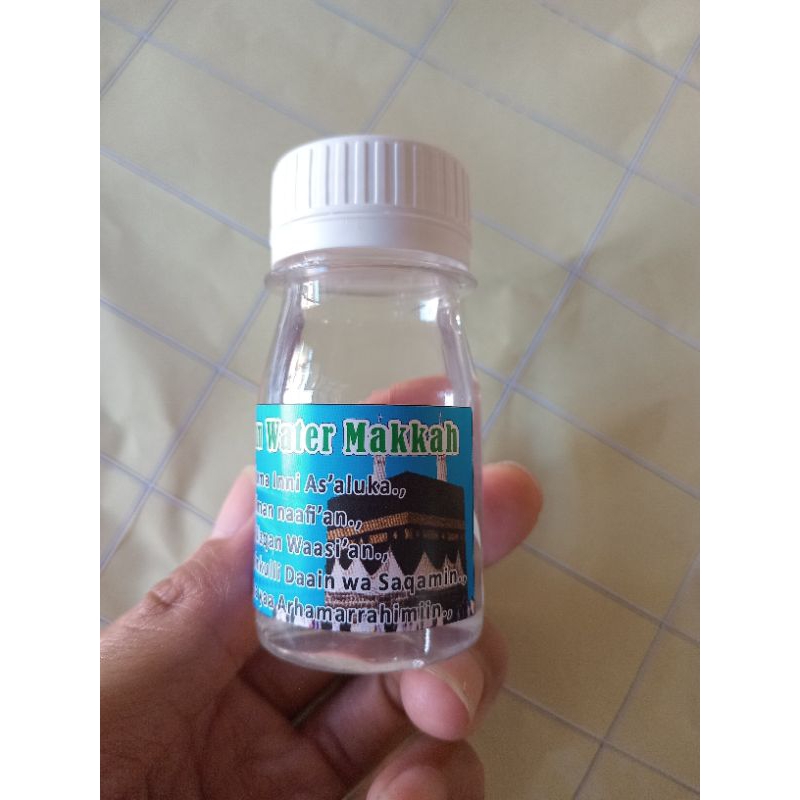 Water Makkah
Inni As'aluka.,
naafi'an.,
Waasi'an.,
Daain wa Saqamin.,
Arhamarrahimiin.,